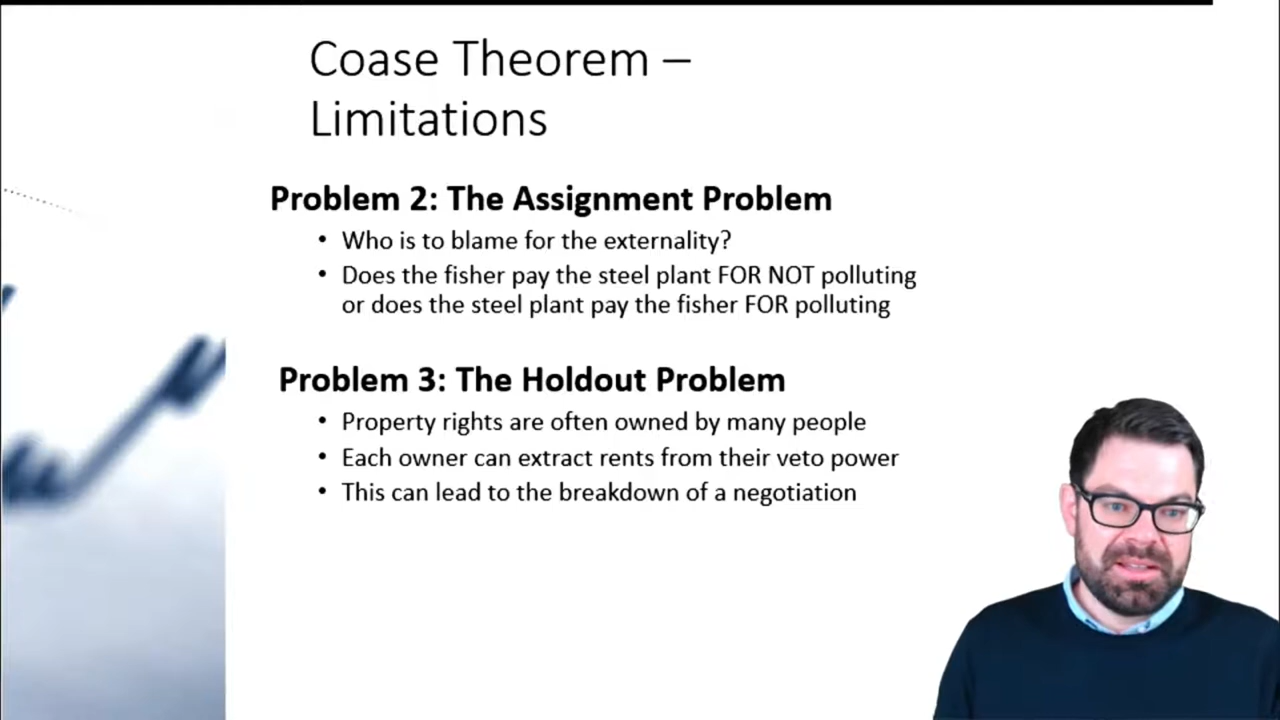 Coase Theorem –
Limitations
Problem 2: The Assignment Problem
• Who is to blame for the externality?
• Does the fisher pay the steel plant FOR NOT polluting
or does the steel plant pay the fisher FOR polluting
Problem 3: The Holdout Problem
• Property rights are often owned by many people
• Each owner can extract rents from their veto power
• This can lead to the breakdown of a negotiation